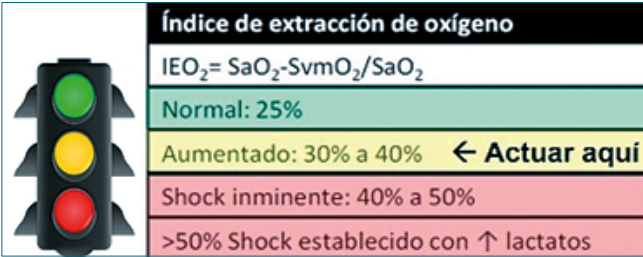 Índice de extracción de oxígeno
IEO₂= SaO₂-SvmO₂/SaO₂
Normal: 25%
Aumentado: 30% a 40% ← Actuar aquí
Shock inminente: 40% a 50%
>50% Shock establecido con ↑ lactatos